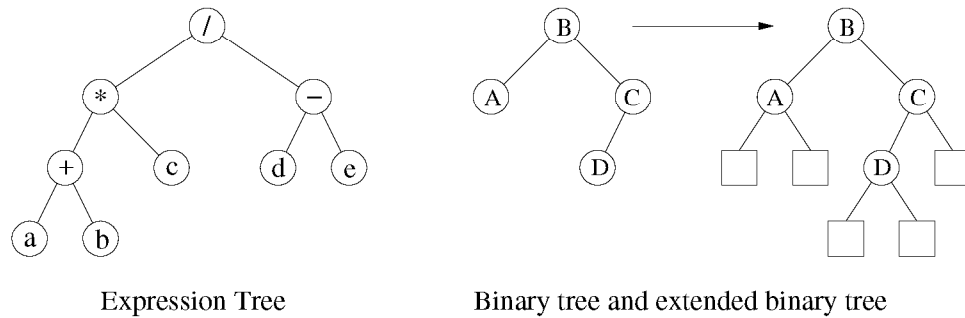 /
B
B
*
−
A
C
A
C
+
c
d
e
D
D
a
b
Expression Tree
Binary tree and extended binary tree